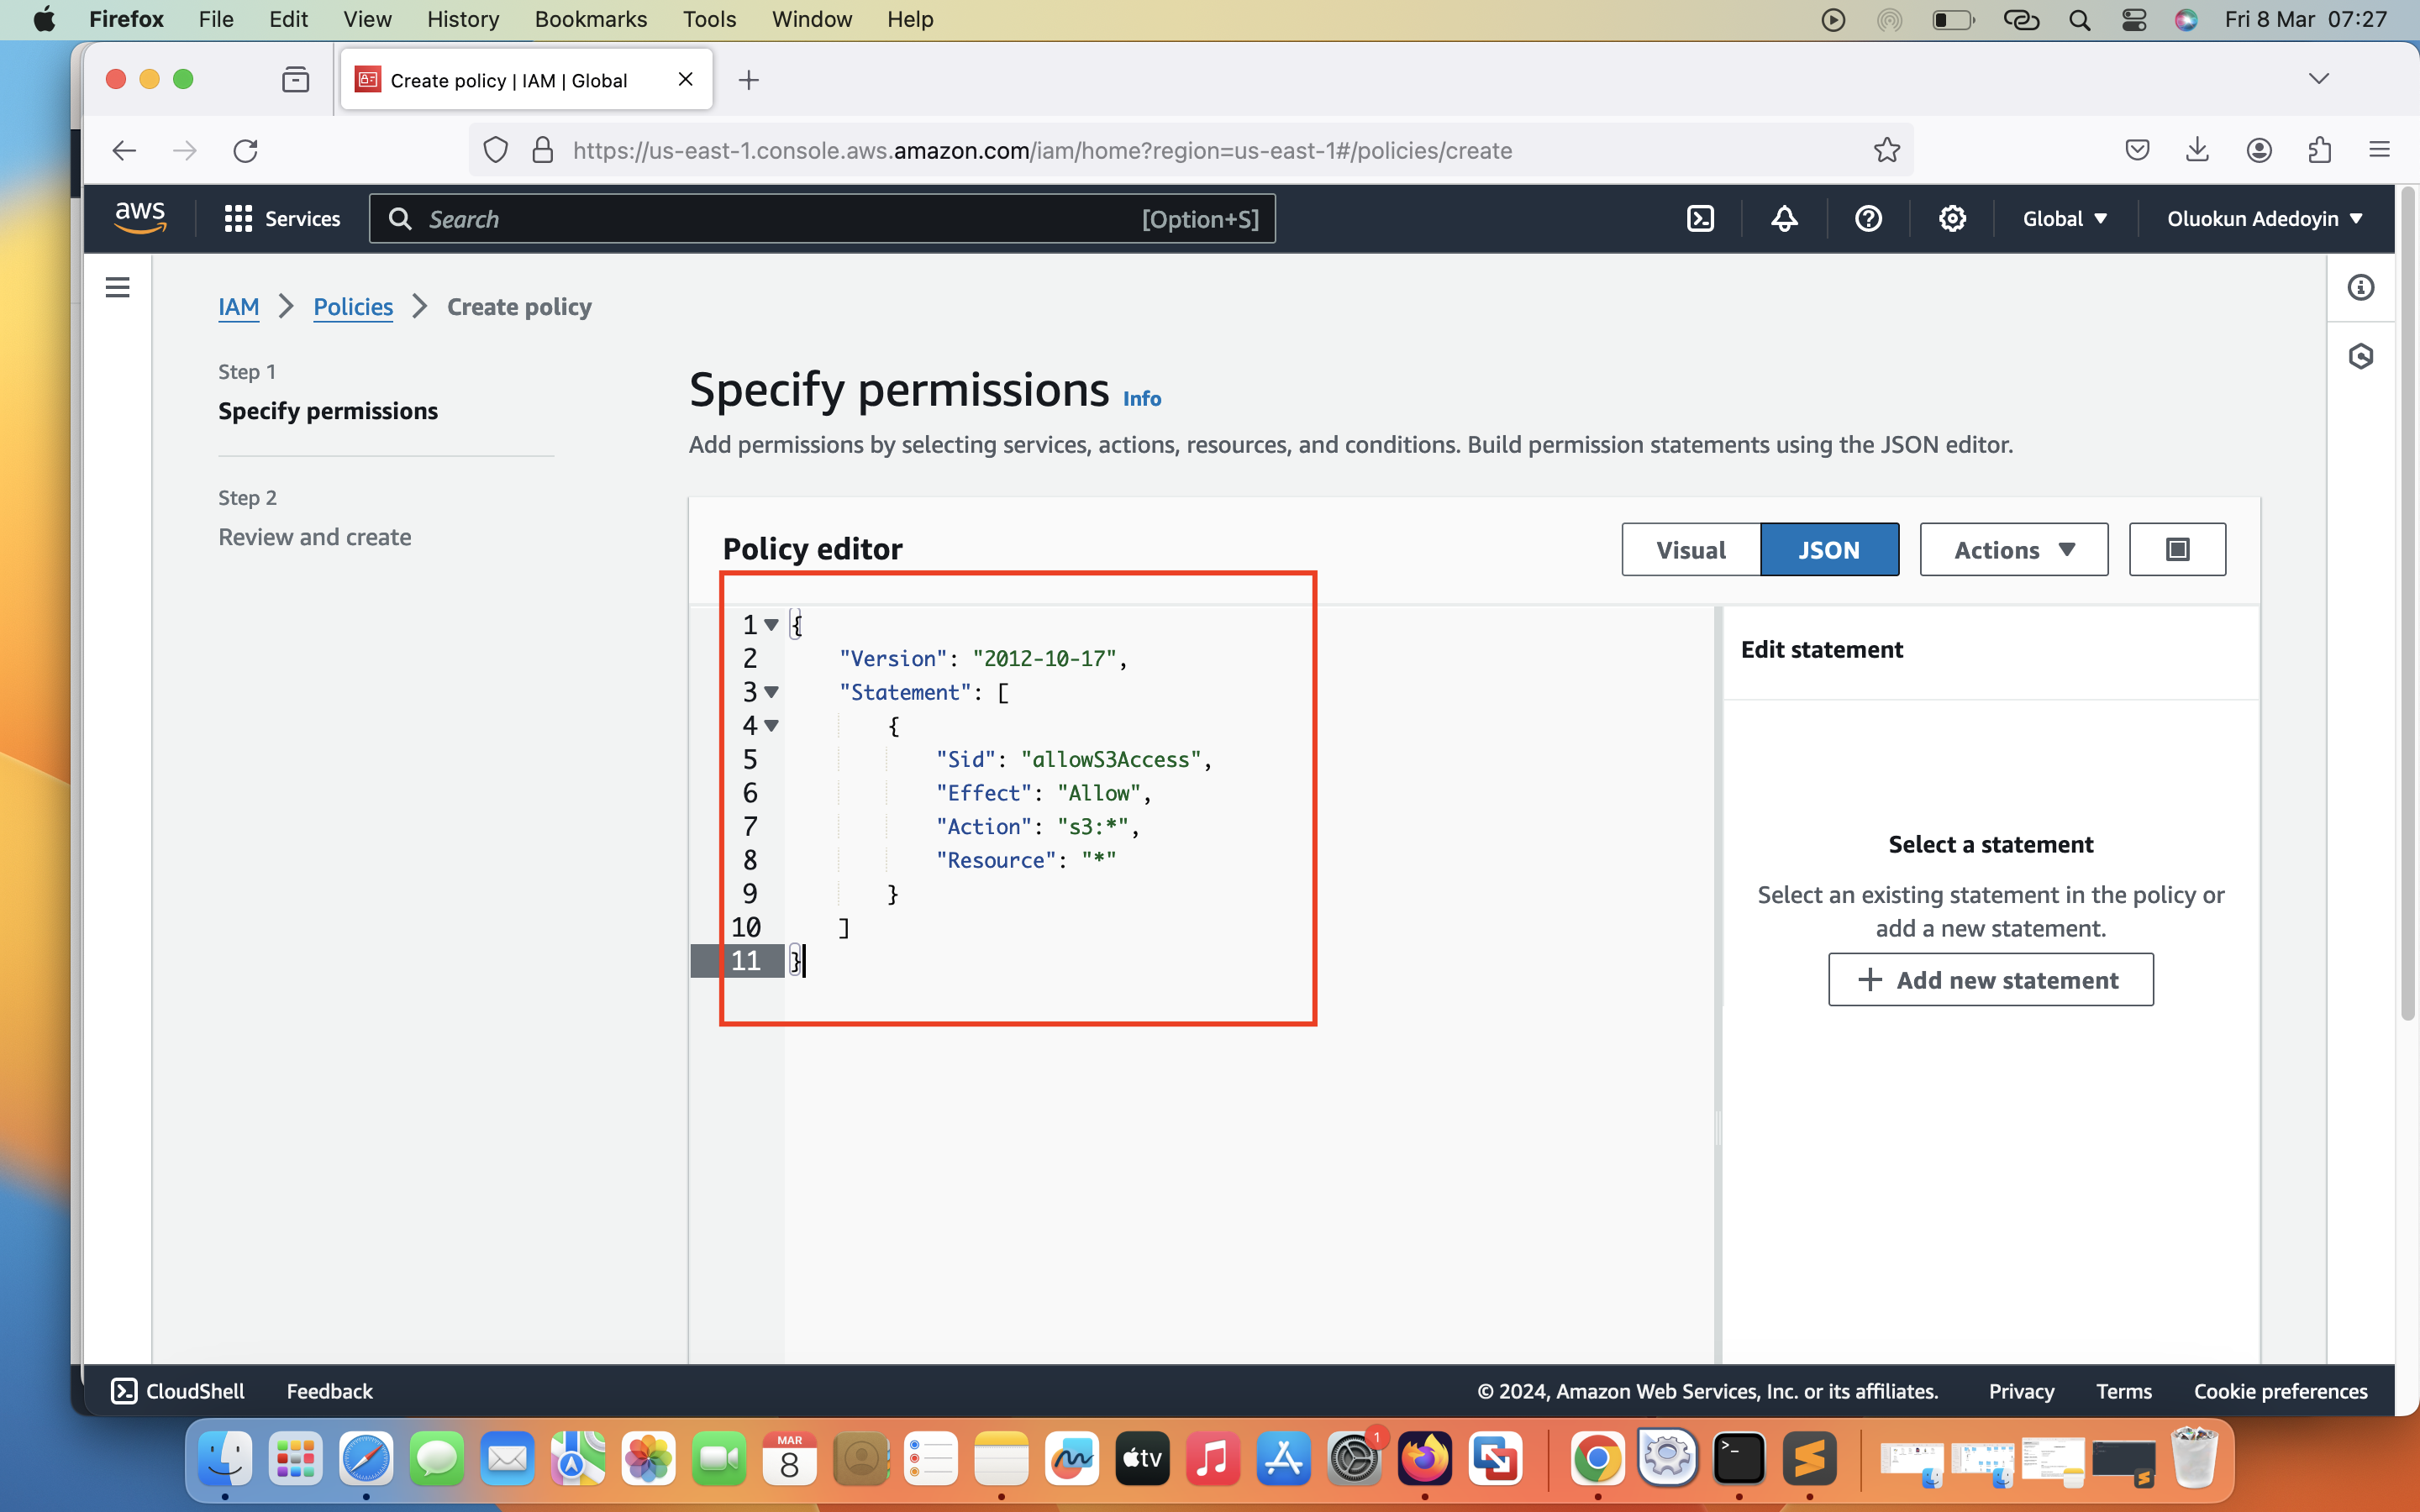 Firefox File Edit View History Bookmarks Tools Window Help Fri 8 Mar 07:27
Create policy | IAM | Global
https://us-east-1.console.aws.amazon.com/iam/home?region=us-east-1#/policies/create
aws Services Search [Option+S] Global Oluokun Adedoyin
IAM Policies Create policy
Step 1
Specify permissions
Step 2
Review and create
Specify permissions Info
Add permissions by selecting services, actions, resources, and conditions. Build permission statements using the JSON editor.
Policy editor
Visual JSON Actions
1 {
2 "Version": "2012-10-17",
3 "Statement": [
4 {
5 "Sid": "allowS3Access",
6 "Effect": "Allow",
7 "Action": "s3:*",
8 "Resource": "*"
9 }
10 ]
11 }
Edit statement
Select a statement
Select an existing statement in the policy or
add a new statement.
+ Add new statement
CloudShell Feedback © 2024, Amazon Web Services, Inc. or its affiliates. Privacy Terms Cookie preferences
MAR
8
tv
1
>_